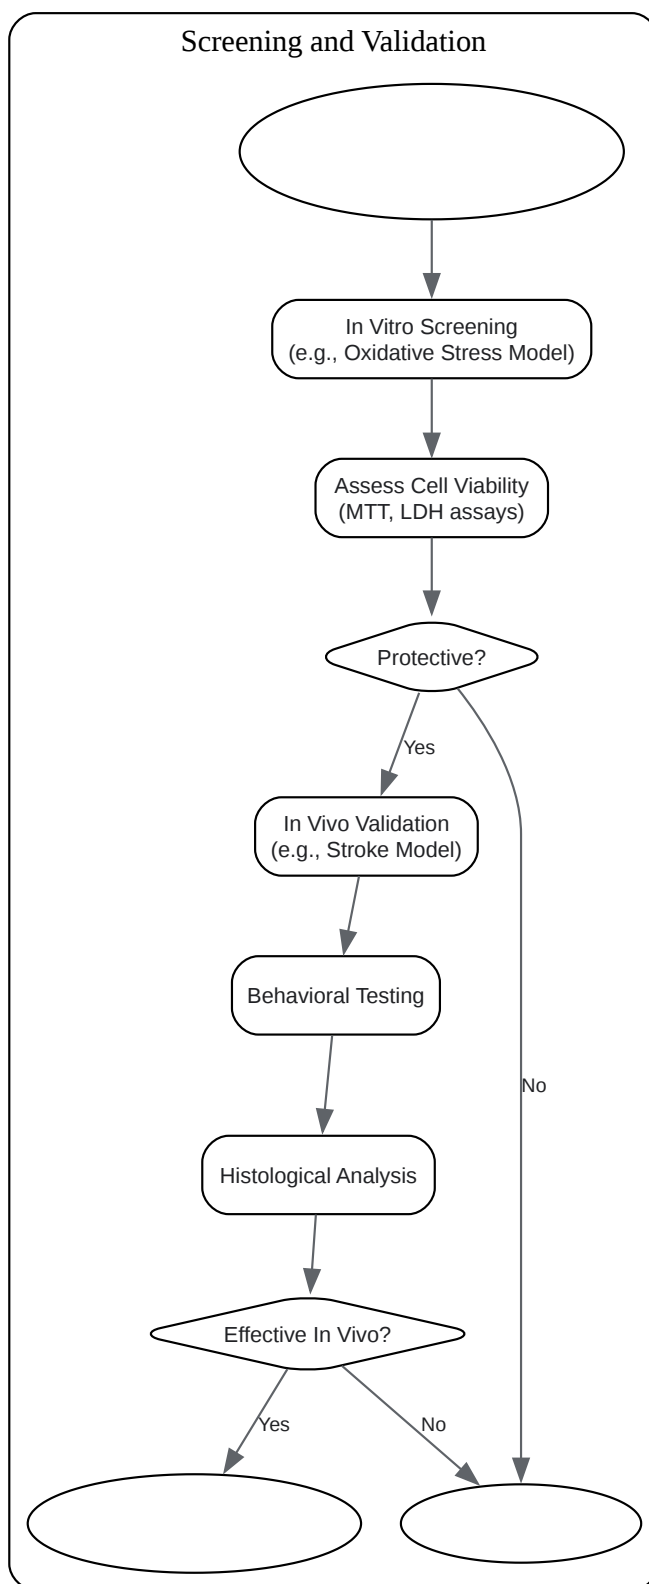 Screening and Validation
In Vitro Screening
(e.g., Oxidative Stress Model)
Assess Cell Viability
(MTT, LDH assays)
Protective?
Yes
In Vivo Validation
(e.g., Stroke Model)
Behavioral Testing
No
Histological Analysis
Effective In Vivo?
Yes
No